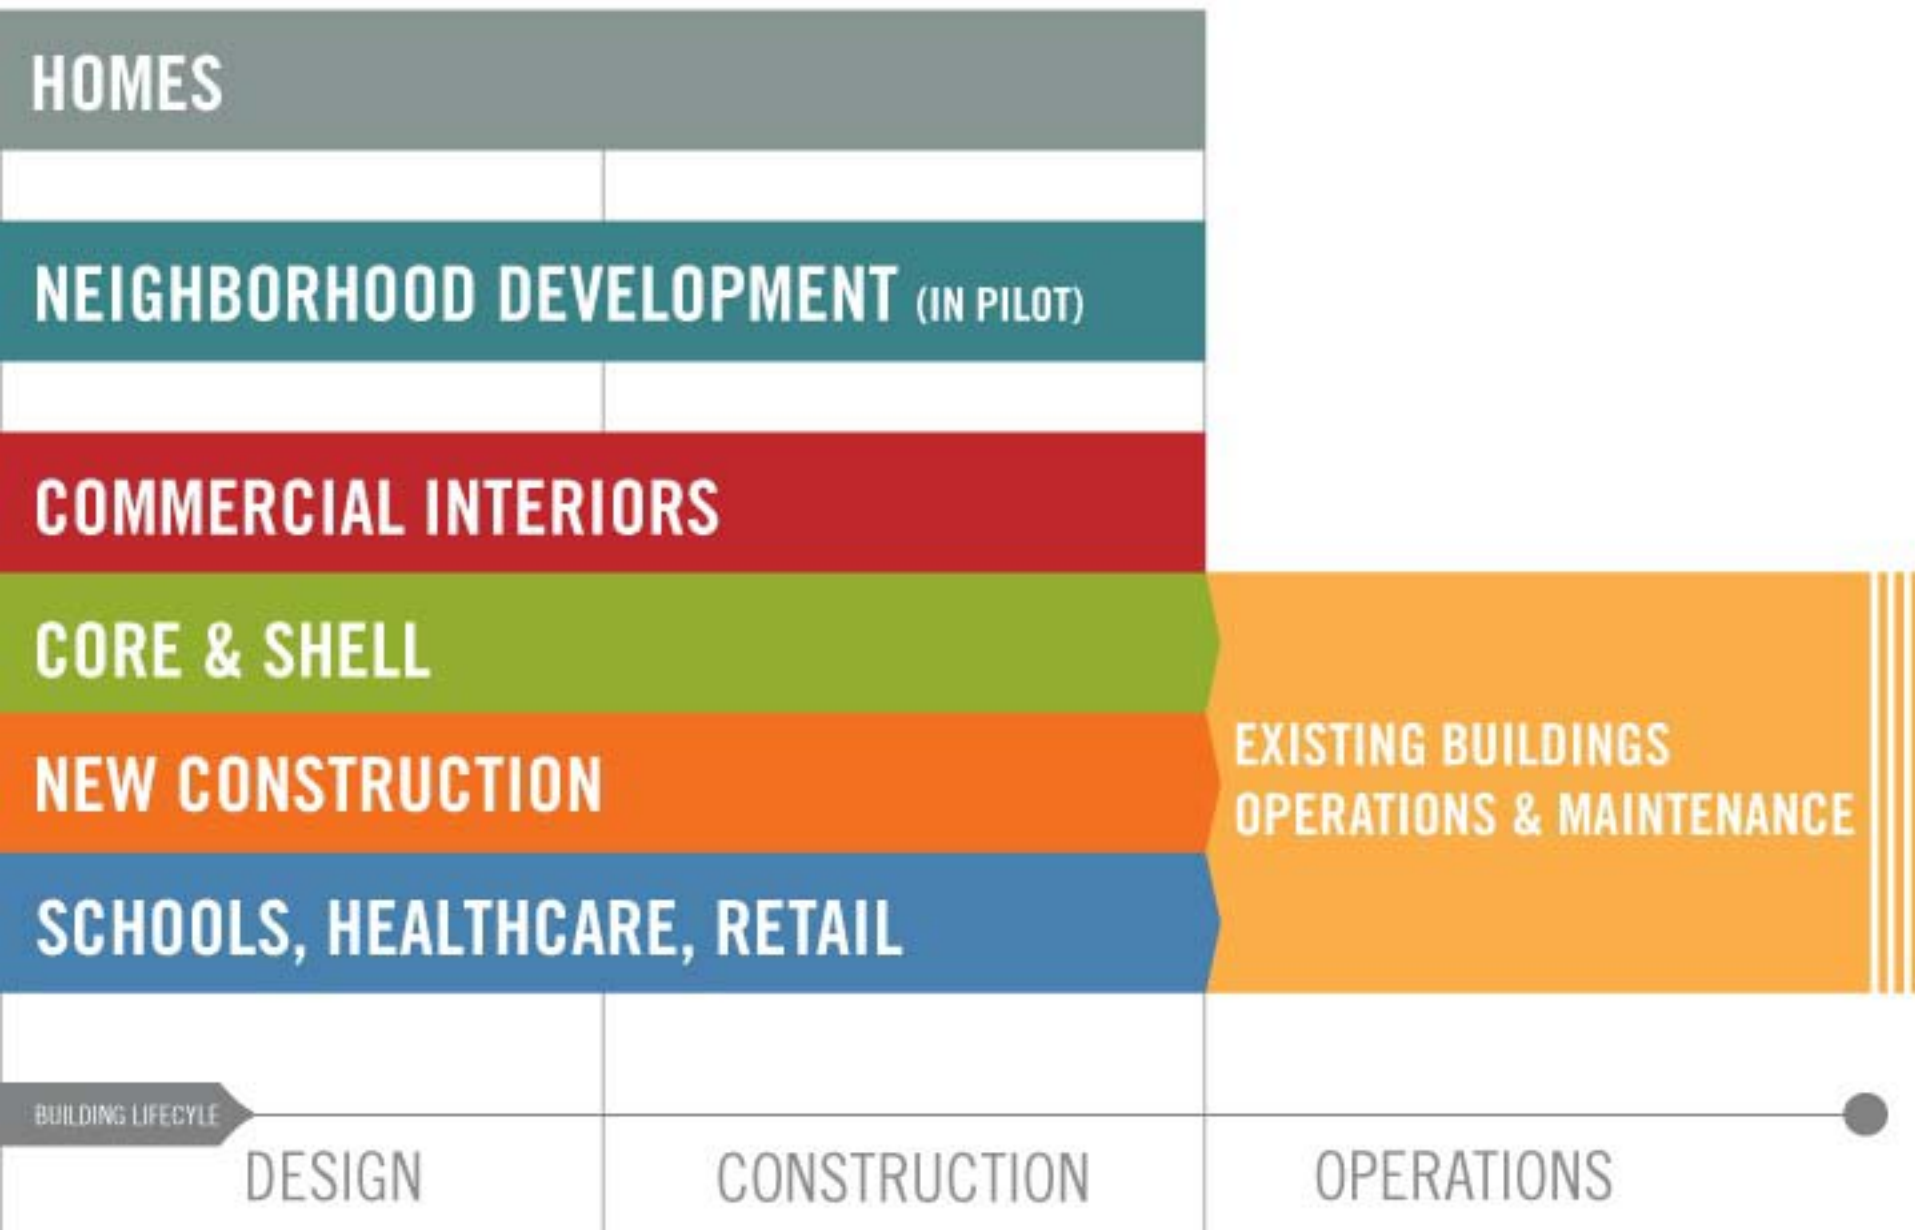 HOMES
NEIGHBORHOOD DEVELOPMENT (IN PILOT)
COMMERCIAL INTERIORS
CORE & SHELL
NEW CONSTRUCTION
SCHOOLS, HEALTHCARE, RETAIL
EXISTING BUILDINGS
OPERATIONS & MAINTENANCE
BUILDING LIFECYLE
DESIGN
CONSTRUCTION
OPERATIONS